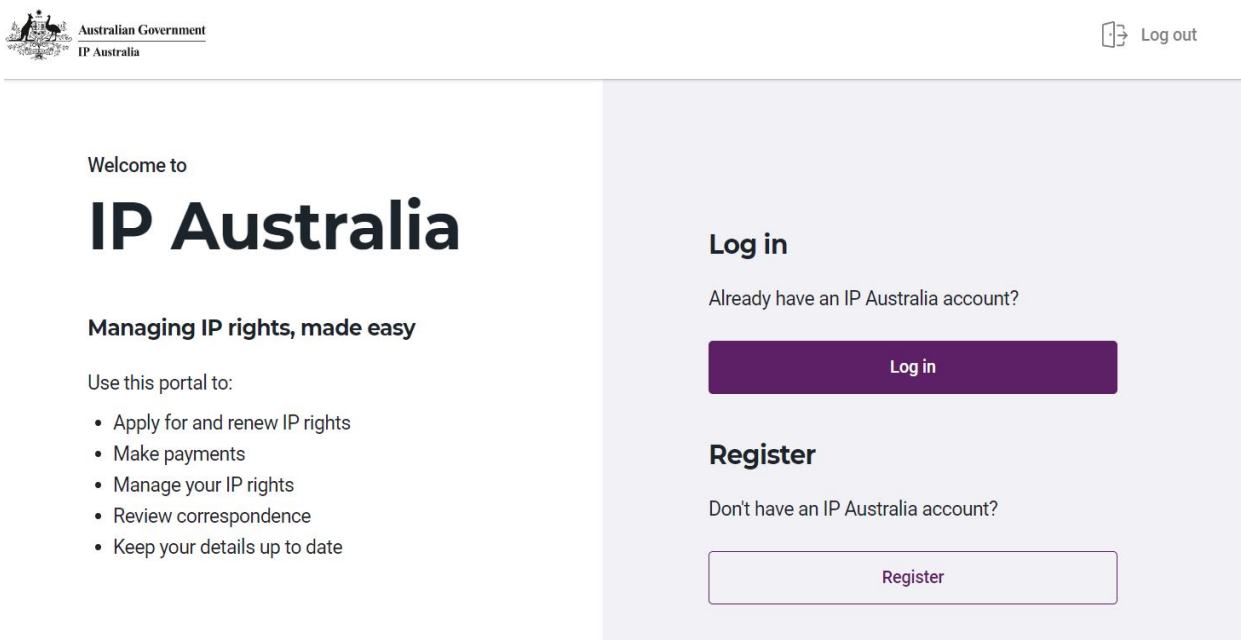 Australian Government
IP Australia
Log out
Welcome to
IP Australia
Managing IP rights, made easy
Use this portal to:
• Apply for and renew IP rights
• Make payments
• Manage your IP rights
• Review correspondence
• Keep your details up to date
Log in
Already have an IP Australia account?
Log in
Register
Don't have an IP Australia account?
Register